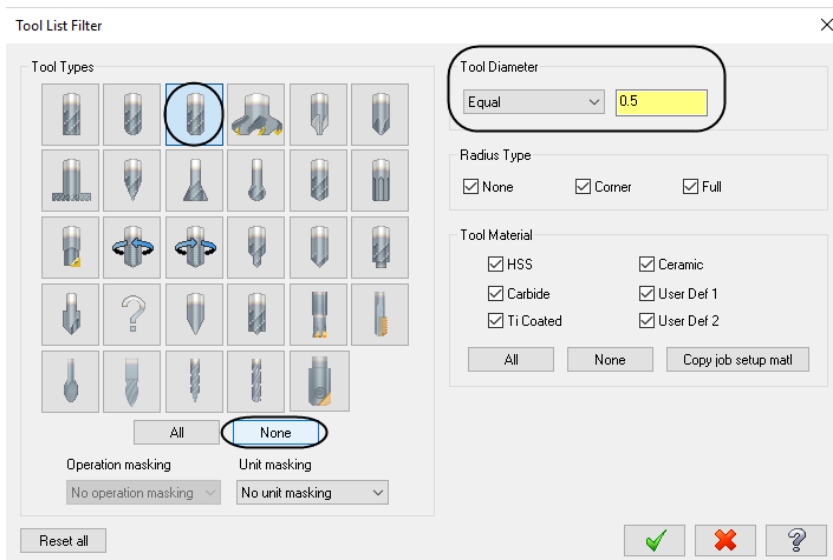 Tool List Filter
Tool Types
Tool Diameter
Equal
0.5
Radius Type
None
Corner
Full
Tool Material
HSS
Ceramic
Carbide
User Def 1
Ti Coated
User Def 2
All
None
Copy job setup matl
?
All
None
Operation masking
Unit masking
No operation masking
No unit masking
Reset all
?